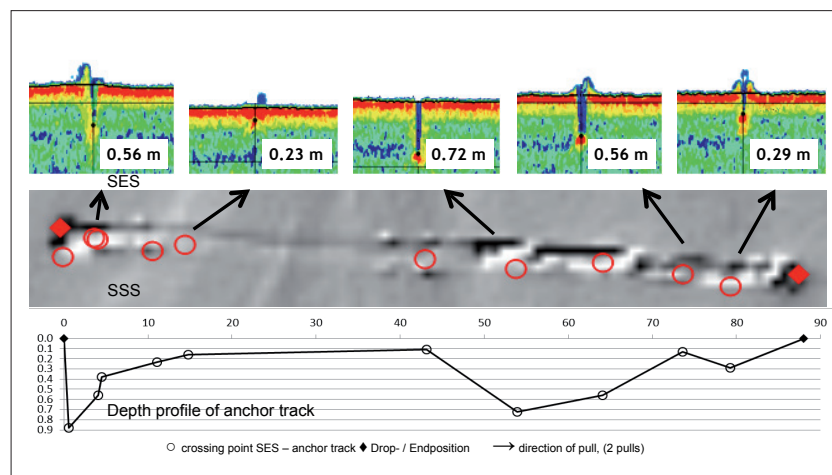 0.56 m
0.23 m
0.72 m
0.56 m
0.29 m
SES
SSS
0 10 20 30 40 50 60 70 80 90
0.0
0.1
0.2
0.3
0.4
0.5
0.6
0.7
0.8
0.9
Depth profile of anchor track
○ crossing point SES – anchor track ◆ Drop- / Endposition → direction of pull, (2 pulls)